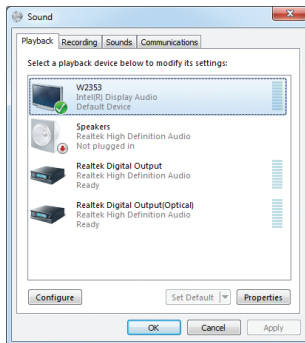 Sound
Playback Recording Sounds Communications
Select a playback device below to modify its settings:
W2353
Intel(R) Display Audio
Default Device
Speakers
Realtek High Definition Audio
Not plugged in
Realtek Digital Output
Realtek High Definition Audio
Ready
Realtek Digital Output(Optical)
Realtek High Definition Audio
Ready
Configure Set Default Properties
OK Cancel Apply